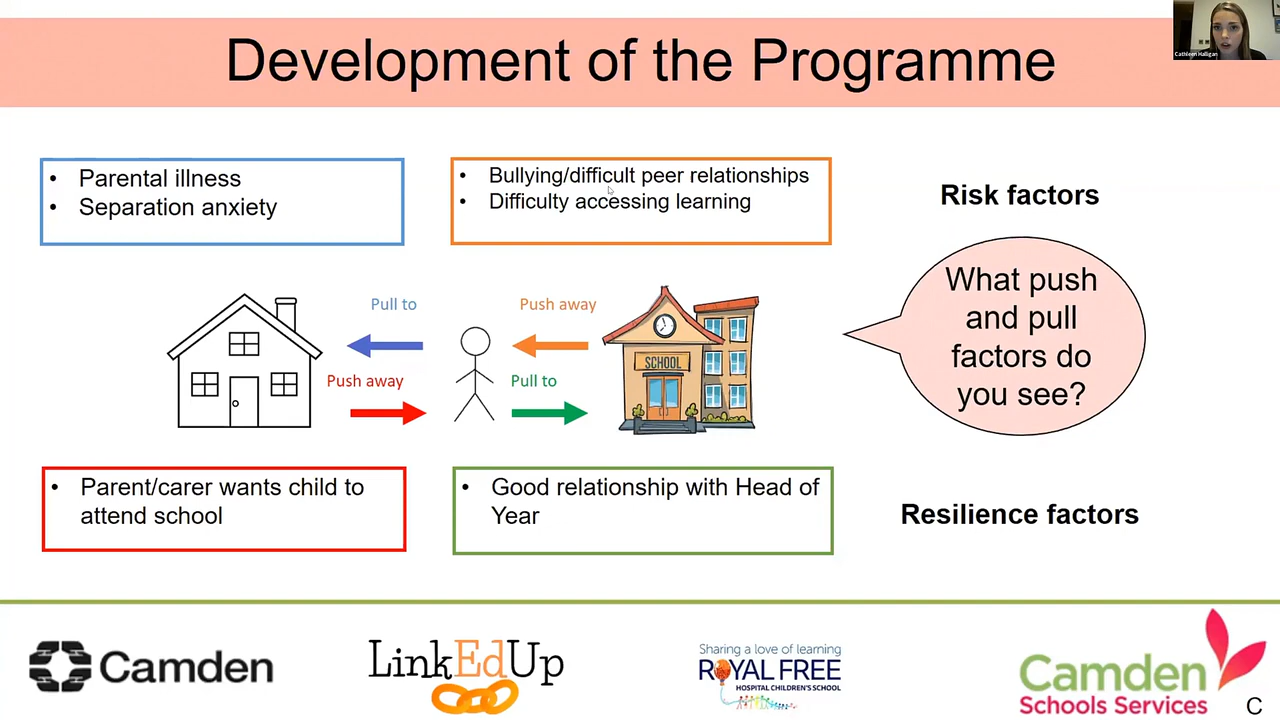 Development of the Programme
Cathleen Halligan
• Parental illness
• Separation anxiety
• Bullying/difficult peer relationships
• Difficulty accessing learning
Risk factors
What push
and pull
factors do
you see?
Pull to
Push away
Push away
Pull to
SCHOOL
• Parent/carer wants child to
attend school
• Good relationship with Head of
Year
Resilience factors
Camden
LinkEdUp
Sharing a love of learning
ROYAL FREE
HOSPITAL CHILDREN'S SCHOOL
Camden
Schools Services
C